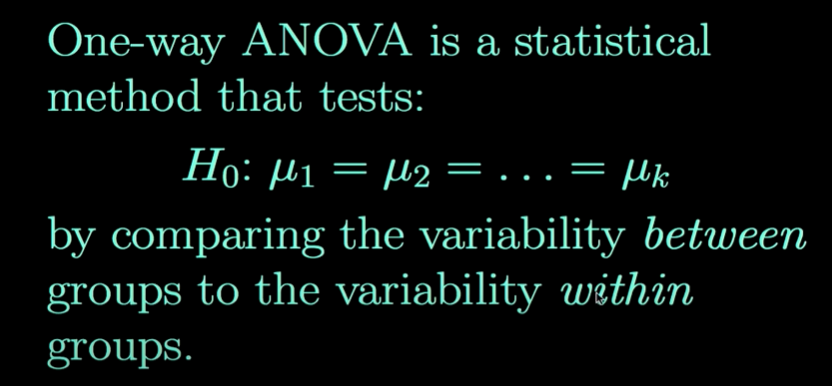 One-way ANOVA is a statistical
method that tests:
H₀: μ₁ = μ₂ = . . . = μₖ
by comparing the variability between
groups to the variability within
groups.